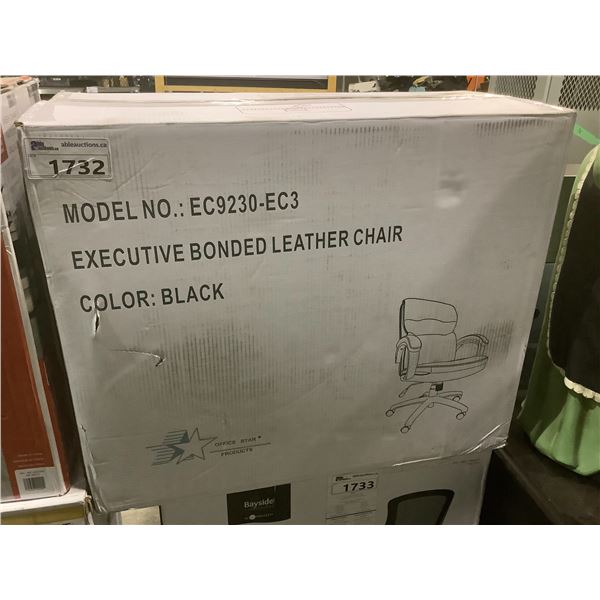 ableauctions.ca
1732
MODEL NO.: EC9230-EC3
EXECUTIVE BONDED LEATHER CHAIR
COLOR: BLACK
OFFICE STAR
PRODUCTS
Bayside
1733